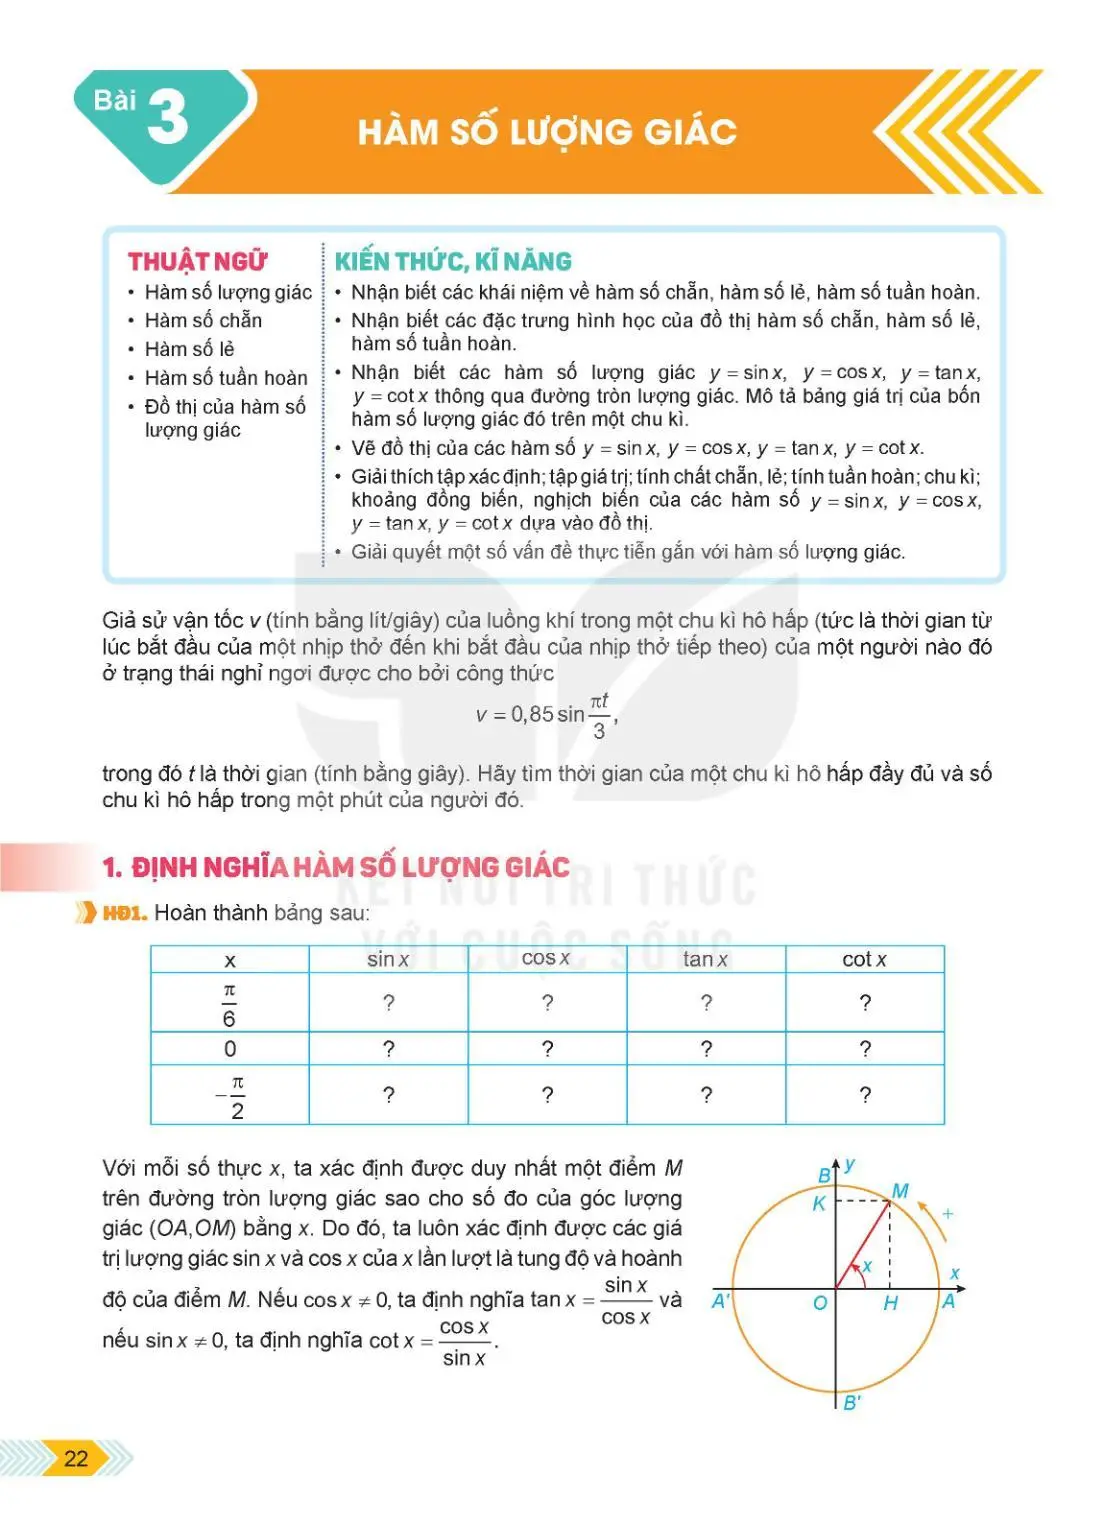 Bài 3
HÀM SỐ LƯỢNG GIÁC
THUẬT NGỮ
• Hàm số lượng giác
• Hàm số chẵn
• Hàm số lẻ
• Hàm số tuần hoàn
• Đồ thị của hàm số
lượng giác
KIẾN THỨC, KĨ NĂNG
• Nhận biết các khái niệm về hàm số chẵn, hàm số lẻ, hàm số tuần hoàn.
• Nhận biết các đặc trưng hình học của đồ thị hàm số chẵn, hàm số lẻ,
hàm số tuần hoàn.
• Nhận biết các hàm số lượng giác y = sin x, y = cos x, y = tan x,
y = cot x thông qua đường tròn lượng giác. Mô tả bảng giá trị của bốn
hàm số lượng giác đó trên một chu kì.
• Vẽ đồ thị của các hàm số y = sin x, y = cos x, y = tan x, y = cot x.
• Giải thích tập xác định; tập giá trị; tính chất chẵn, lẻ; tính tuần hoàn; chu kì;
khoảng đồng biến, nghịch biến của các hàm số y = sin x, y = cos x,
y = tan x, y = cot x dựa vào đồ thị.
• Giải quyết một số vấn đề thực tiễn gắn với hàm số lượng giác.
Giả sử vận tốc v (tính bằng lít/giây) của luồng khí trong một chu kì hô hấp (tức là thời gian từ
lúc bắt đầu của một nhịp thở đến khi bắt đầu của nhịp thở tiếp theo) của một người nào đó
ở trạng thái nghỉ ngơi được cho bởi công thức
v = 0,85 sin πt/3,
trong đó t là thời gian (tính bằng giây). Hãy tìm thời gian của một chu kì hô hấp đầy đủ và số
chu kì hô hấp trong một phút của người đó.
1. ĐỊNH NGHĨA HÀM SỐ LƯỢNG GIÁC
KẾT NỐI TRI THỨC
VỚI CUỘC SỐNG
HĐ1. Hoàn thành bảng sau:
x sin x cos x tan x cot x
π/6 ? ? ? ?
0 ? ? ? ?
−π/2 ? ? ? ?
Với mỗi số thực x, ta xác định được duy nhất một điểm M
trên đường tròn lượng giác sao cho số đo của góc lượng
giác (OA,OM) bằng x. Do đó, ta luôn xác định được các giá
trị lượng giác sin x và cos x của x lần lượt là tung độ và hoành
độ của điểm M. Nếu cos x ≠ 0, ta định nghĩa tan x = sin x/cos x và
nếu sin x ≠ 0, ta định nghĩa cot x = cos x/sin x.
B y
K M
+
x x
A' O H A
B'
22